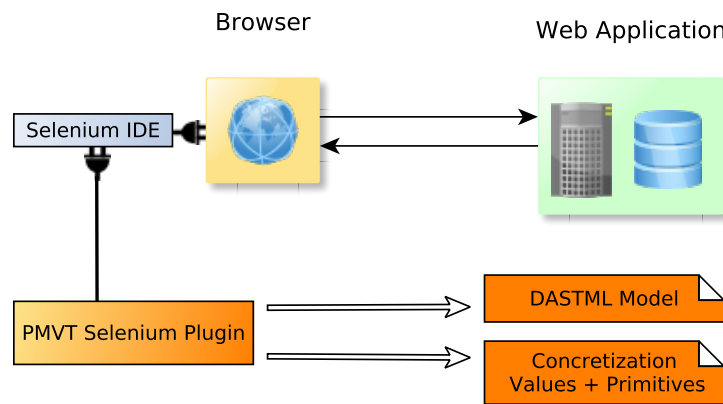 Browser
Web Application
Selenium IDE
PMVT Selenium Plugin
DASTML Model
Concretization
Values + Primitives